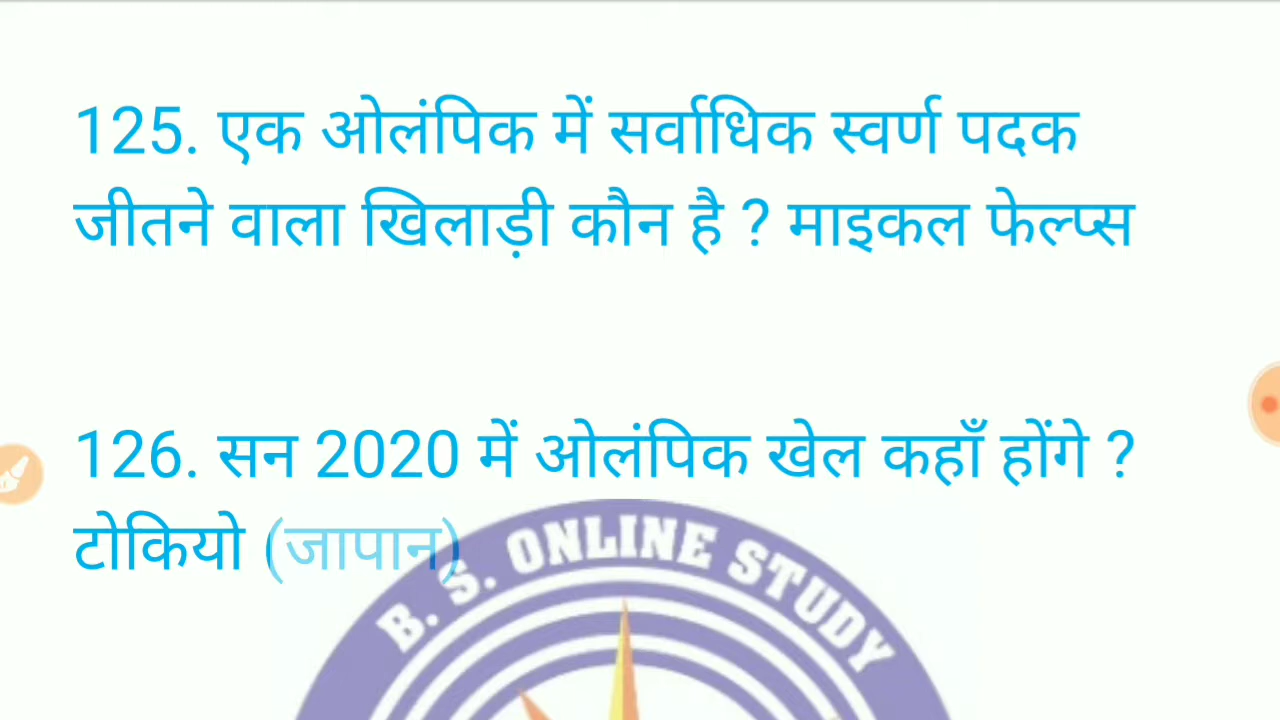 125. एक ओलंपिक में सर्वाधिक स्वर्ण पदक
जीतने वाला खिलाड़ी कौन है ? माइकल फेल्प्स
126. सन 2020 में ओलंपिक खेल कहाँ होंगे ?
टोकियो (जापान)
B. S. ONLINE STUDY